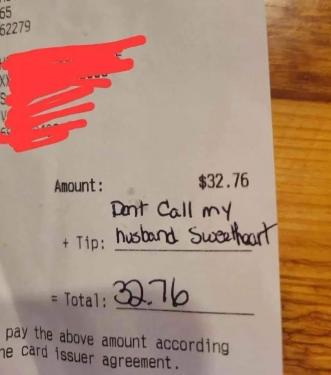 65
62279
Amount: $32.76
Dont Call my
+ Tip: husband Sweetheart
= Total: 32.76
pay the above amount according
card issuer agreement.